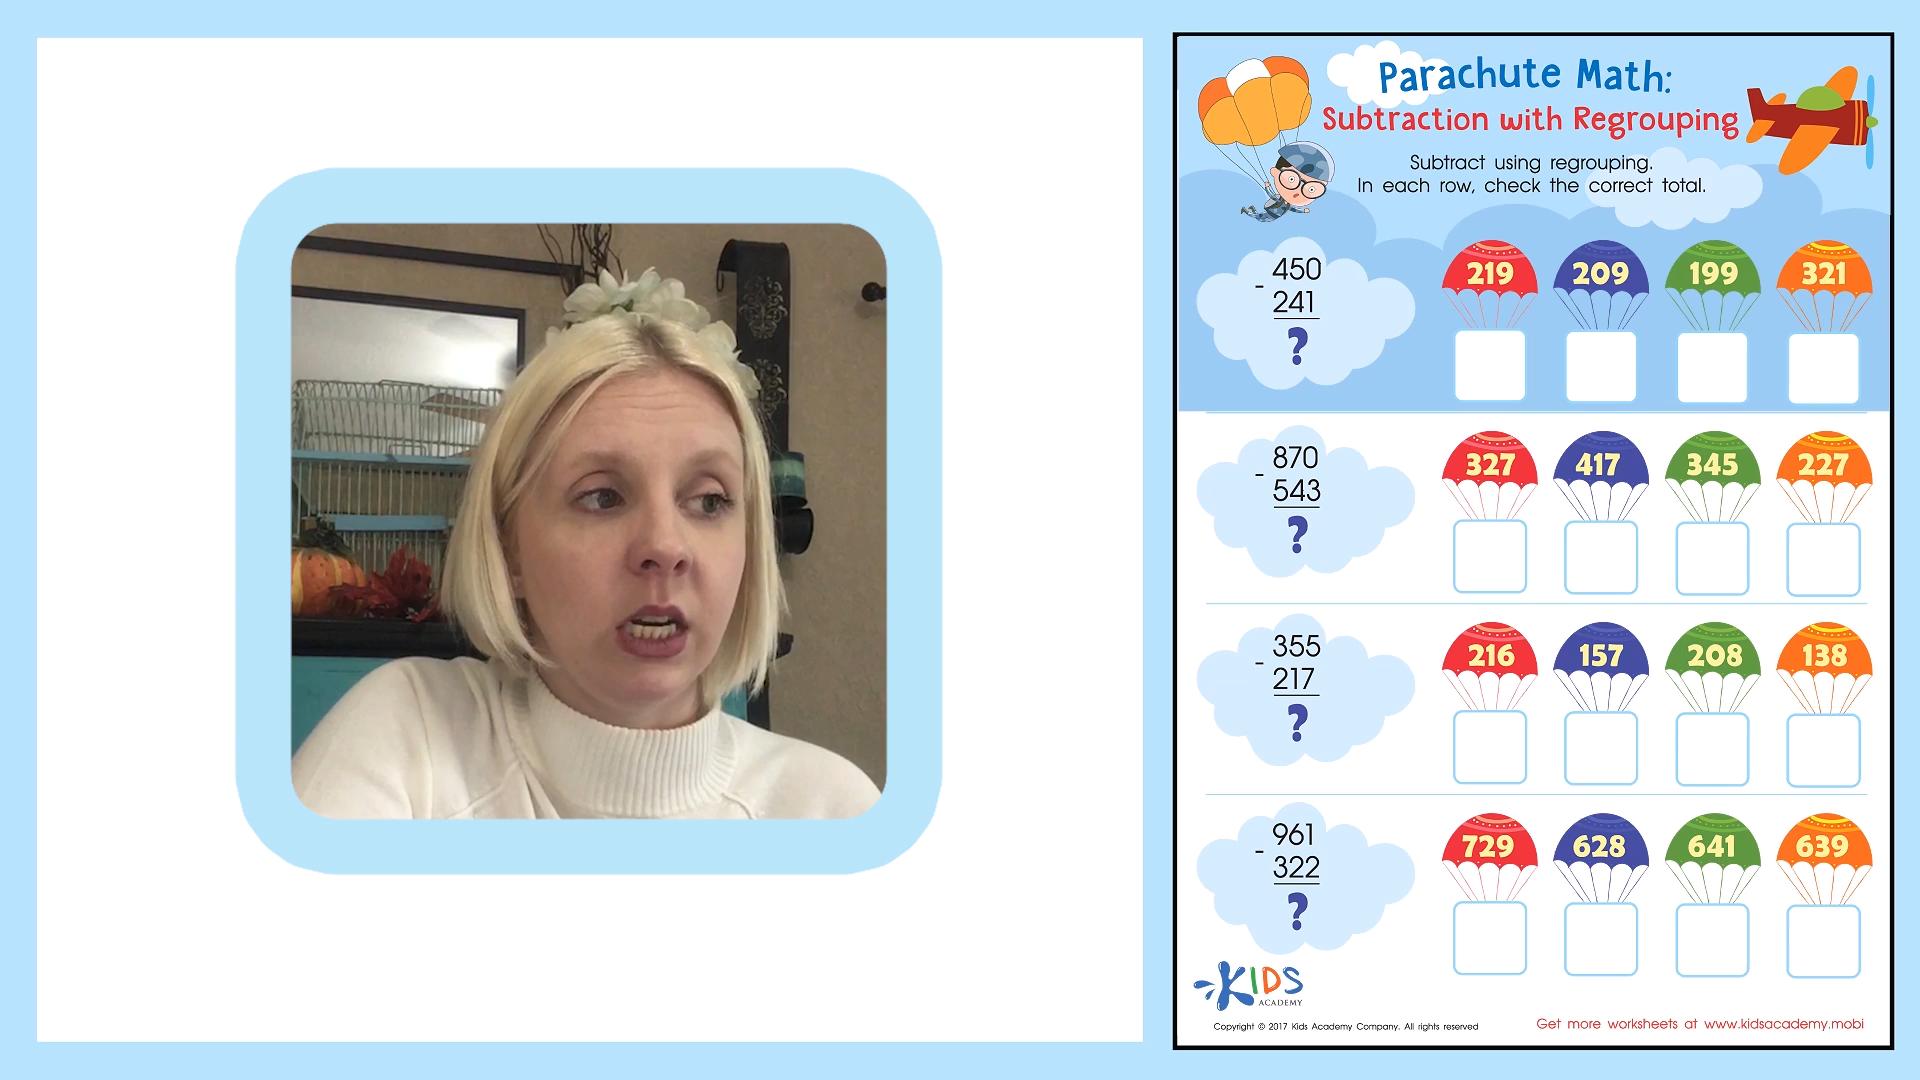 Parachute Math:
Subtraction with Regrouping
Subtract using regrouping.
In each row, check the correct total.
450
- 241
?
219 209 199 321
870
- 543
?
327 417 345 227
355
- 217
?
216 157 208 138
961
- 322
?
729 628 641 639
KIDS
ACADEMY
Copyright © 2017 Kids Academy Company. All rights reserved
Get more worksheets at www.kidsacademy.mobi